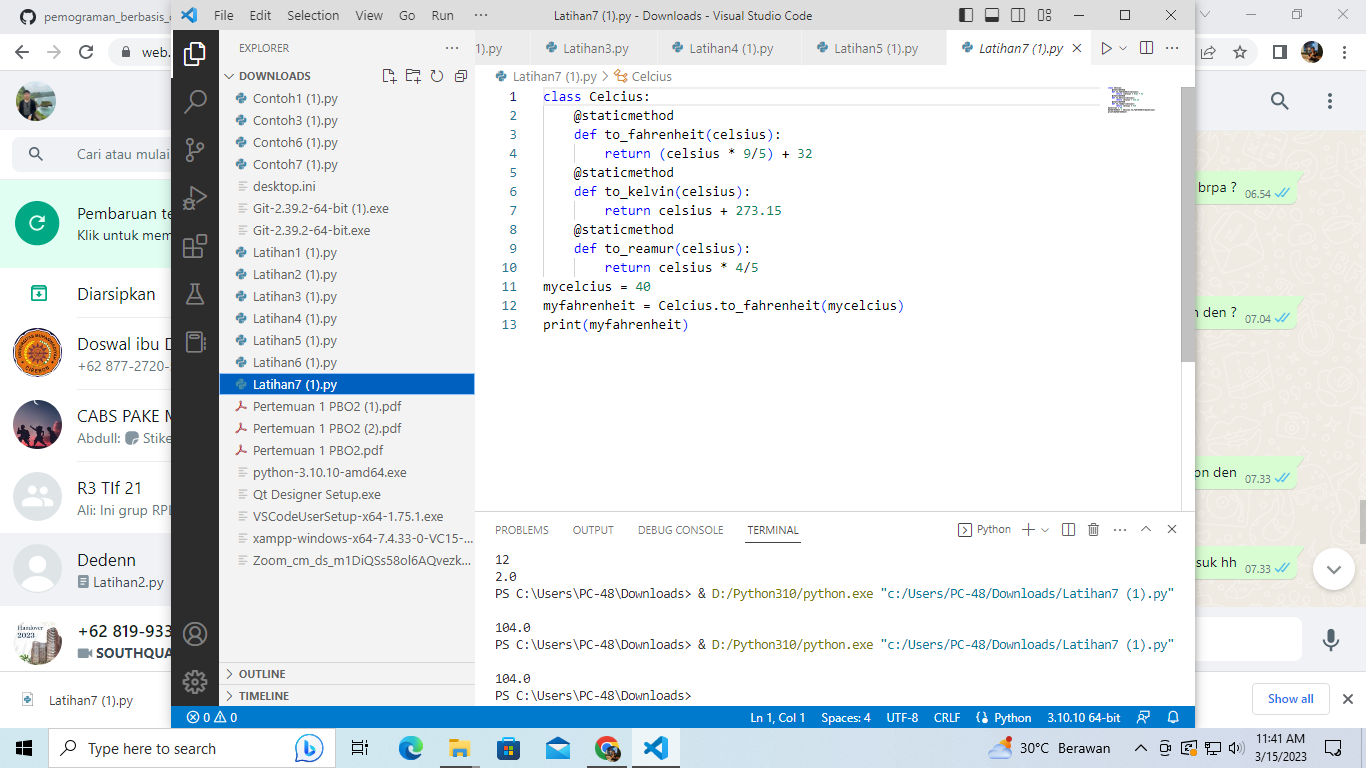 pemograman_berbasis_
File Edit Selection View Go Run ··· Latihan7 (1).py - Downloads - Visual Studio Code
web.
EXPLORER ···
1).py Latihan3.py Latihan4 (1).py Latihan5 (1).py Latihan7 (1).py
DOWNLOADS
Latihan7 (1).py > Celcius
Contoh1 (1).py
Contoh3 (1).py
Contoh6 (1).py
Contoh7 (1).py
desktop.ini
Git-2.39.2-64-bit (1).exe
Git-2.39.2-64-bit.exe
Latihan1 (1).py
Latihan2 (1).py
Latihan3 (1).py
Latihan4 (1).py
Latihan5 (1).py
Latihan6 (1).py
Latihan7 (1).py
Pertemuan 1 PBO2 (1).pdf
Pertemuan 1 PBO2 (2).pdf
Pertemuan 1 PBO2.pdf
python-3.10.10-amd64.exe
Qt Designer Setup.exe
VSCodeUserSetup-x64-1.75.1.exe
xampp-windows-x64-7.4.33-0-VC15-...
Zoom_cm_ds_m1DiQSs58ol6AQvezk...
OUTLINE
TIMELINE
1 class Celcius:
2 @staticmethod
3 def to_fahrenheit(celsius):
4 return (celsius * 9/5) + 32
5 @staticmethod
6 def to_kelvin(celsius):
7 return celsius + 273.15
8 @staticmethod
9 def to_reamur(celsius):
10 return celsius * 4/5
11 mycelcius = 40
12 myfahrenheit = Celcius.to_fahrenheit(mycelcius)
13 print(myfahrenheit)
PROBLEMS OUTPUT DEBUG CONSOLE TERMINAL Python
12
2.0
PS C:\Users\PC-48\Downloads> & D:/Python310/python.exe "c:/Users/PC-48/Downloads/Latihan7 (1).py"
104.0
PS C:\Users\PC-48\Downloads> & D:/Python310/python.exe "c:/Users/PC-48/Downloads/Latihan7 (1).py"
104.0
PS C:\Users\PC-48\Downloads>
0 0 Ln 1, Col 1 Spaces: 4 UTF-8 CRLF Python 3.10.10 64-bit
Cari atau mulai
Pembaruan te
Klik untuk mem
Diarsipkan
Doswal ibu D
+62 877-2720-
CABS PAKE M
Abdull: Stike
R3 TIf 21
Ali: Ini grup RPL
Dedenn
Latihan2.py
Handover
2023
+62 819-933
SOUTHQUA
brpa ? 06.54
n den ? 07.04
on den 07.33
suk hh 07.33
Latihan7 (1).py
Show all
Type here to search
30°C Berawan
11:41 AM
3/15/2023